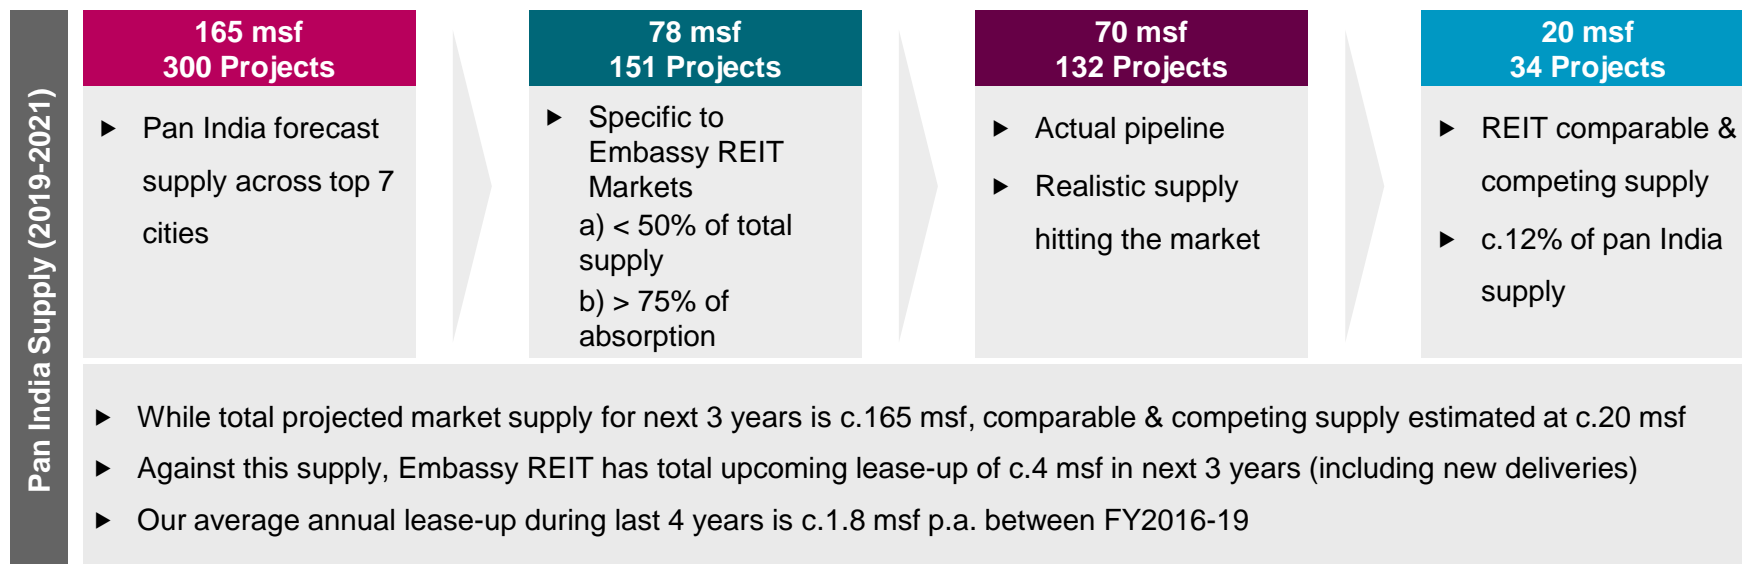 Pan India Supply (2019-2021)
165 msf
300 Projects
► Pan India forecast
supply across top 7
cities
78 msf
151 Projects
► Specific to
Embassy REIT
Markets
a) < 50% of total
supply
b) > 75% of
absorption
70 msf
132 Projects
► Actual pipeline
► Realistic supply
hitting the market
20 msf
34 Projects
► REIT comparable &
competing supply
► c.12% of pan India
supply
► While total projected market supply for next 3 years is c.165 msf, comparable & competing supply estimated at c.20 msf
► Against this supply, Embassy REIT has total upcoming lease-up of c.4 msf in next 3 years (including new deliveries)
► Our average annual lease-up during last 4 years is c.1.8 msf p.a. between FY2016-19